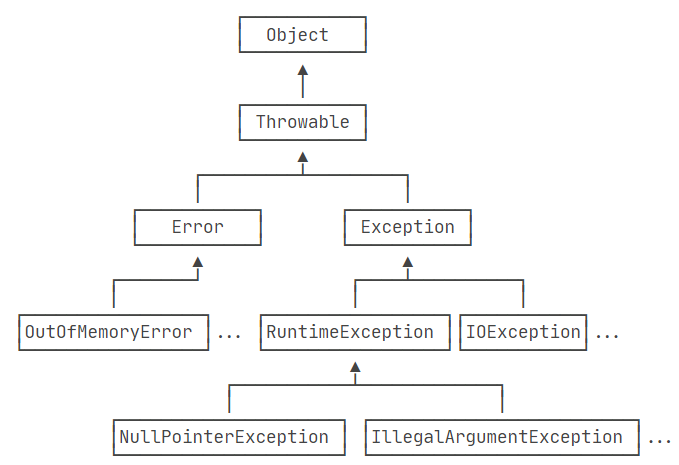 Object
Throwable
Error Exception
OutOfMemoryError ... RuntimeException IOException ...
NullPointerException IllegalArgumentException ...